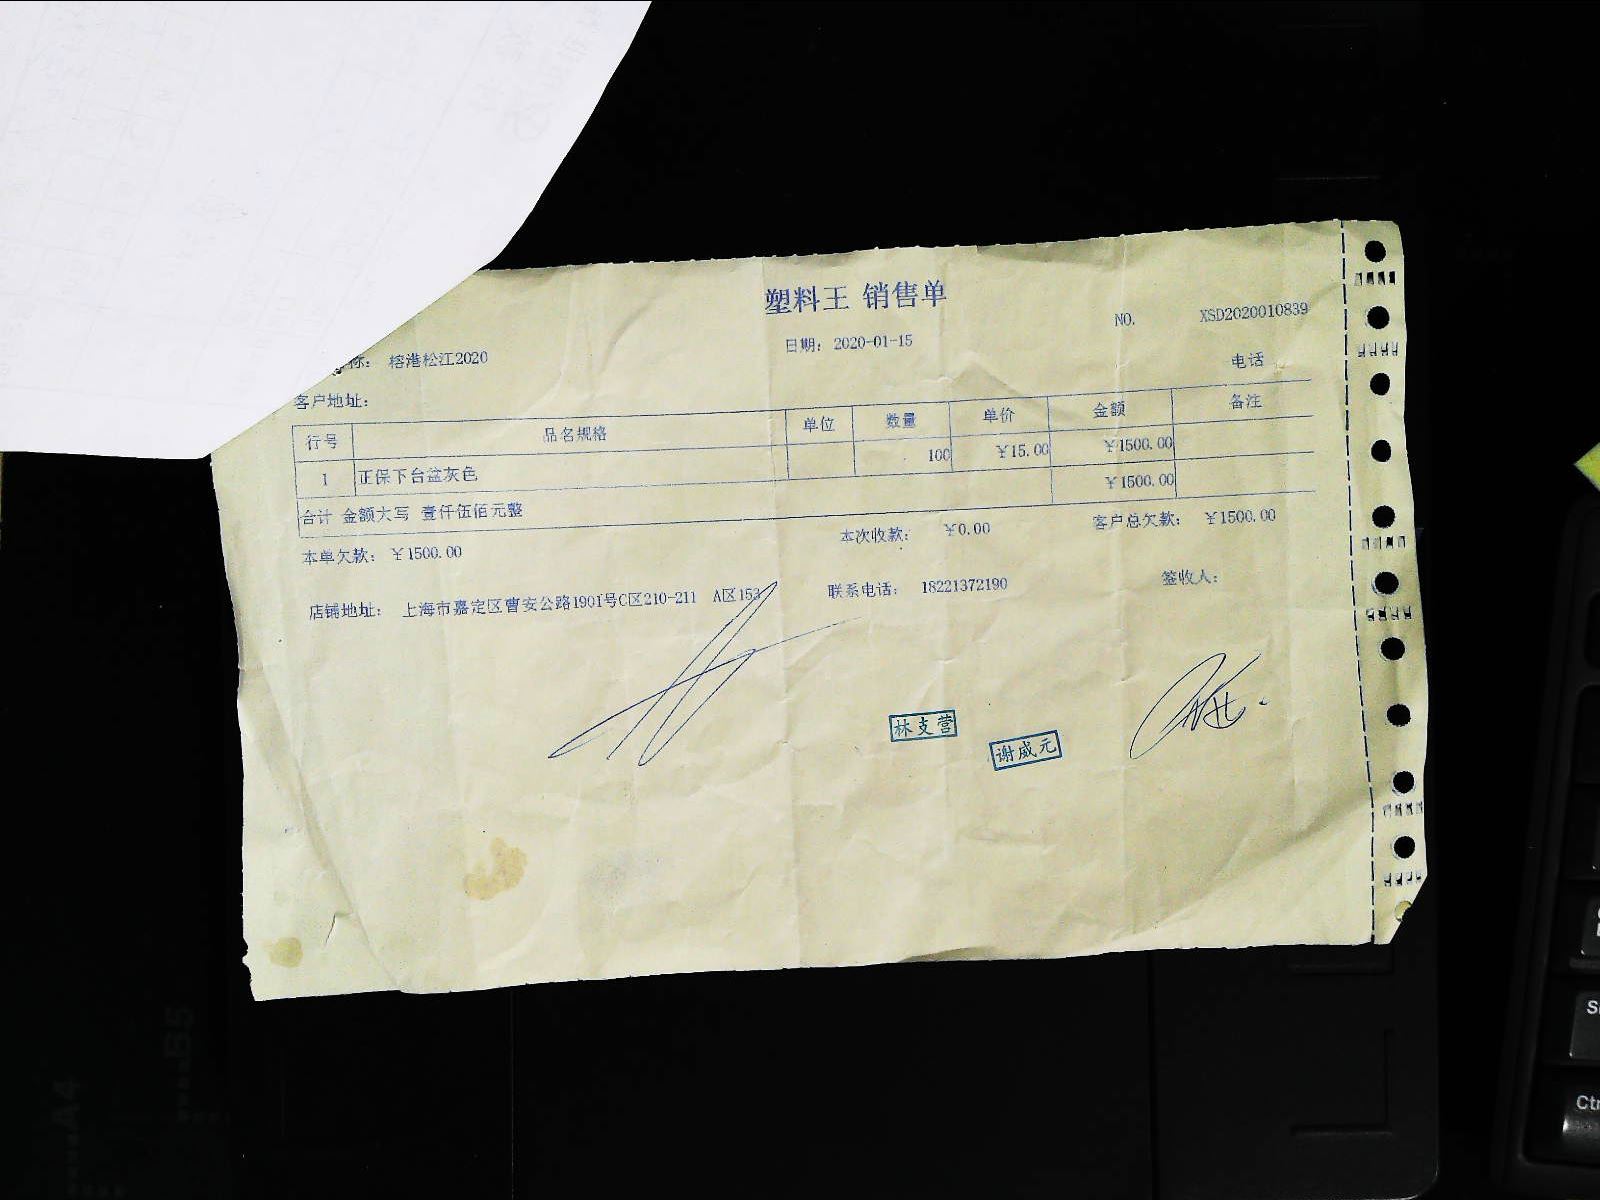 塑料王 销售单
NO. XSD2020010839
日期: 2020-01-15
称: 榕港松江2020
电话
客户地址:
行号 品名规格 单位 数量 单价 金额 备注
1 正保下台盆灰色 100 ¥15.00 ¥1500.00
合计 金额大写 壹仟伍佰元整 ¥1500.00
本单欠款: ¥1500.00 本次收款: ¥0.00 客户总欠款: ¥1500.00
店铺地址: 上海市嘉定区曹安公路1901号C区210-211 A区153 联系电话: 18221372190 签收人:
林支营
谢威元
B5
A4
Ctr